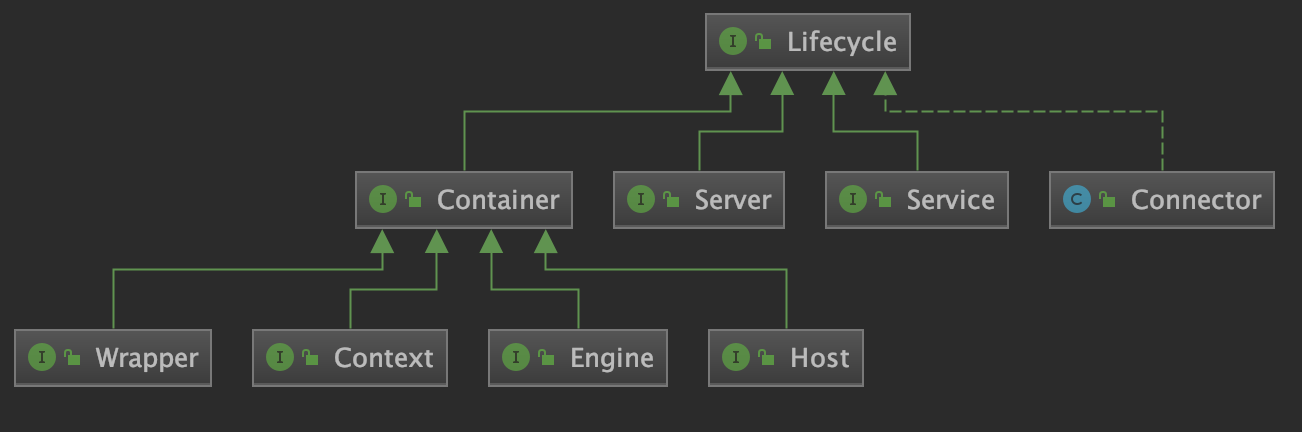 I Lifecycle
I Container
I Server
I Service
C Connector
I Wrapper
I Context
I Engine
I Host